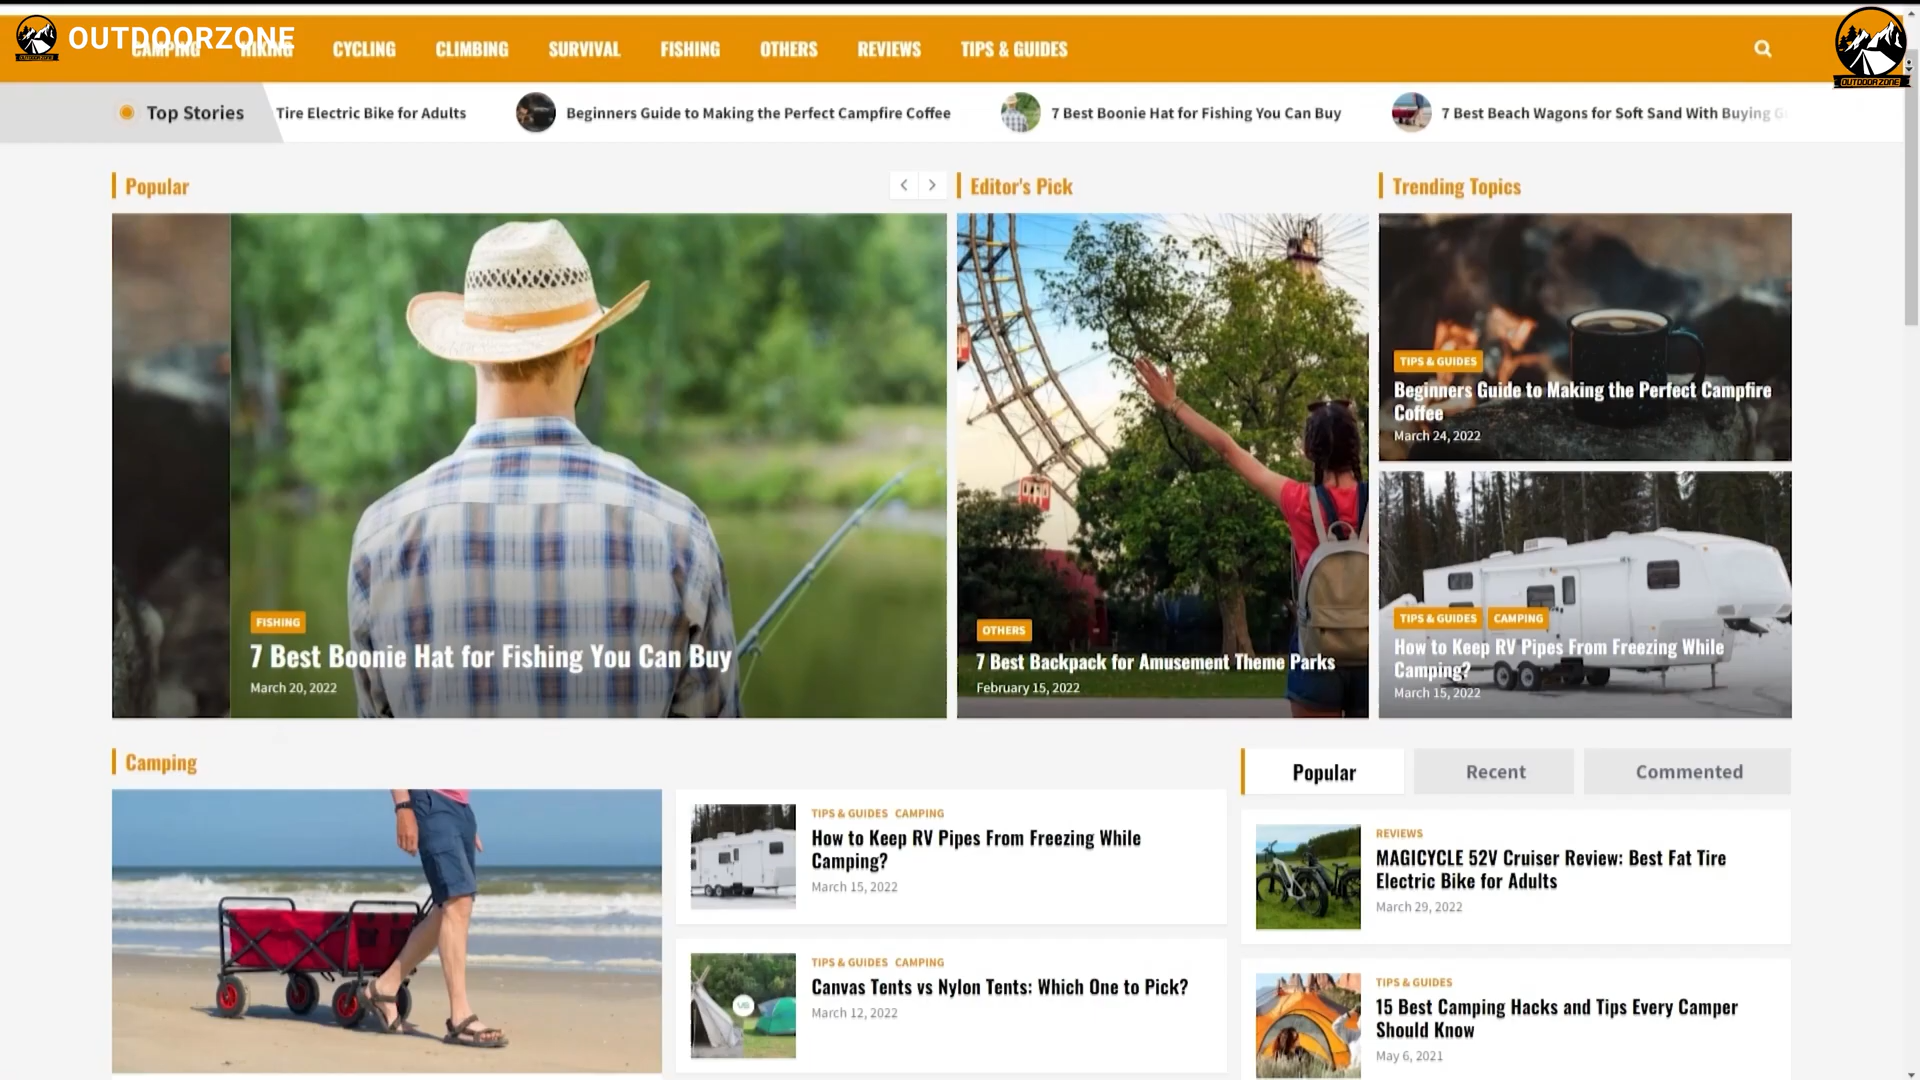 OUTDOORZONE
CAMPING HIKING CYCLING CLIMBING SURVIVAL FISHING OTHERS REVIEWS TIPS & GUIDES
OUTDOORZONE
Top Stories
Tire Electric Bike for Adults
Beginners Guide to Making the Perfect Campfire Coffee
7 Best Boonie Hat for Fishing You Can Buy
7 Best Beach Wagons for Soft Sand With Buying
Popular
FISHING
7 Best Boonie Hat for Fishing You Can Buy
March 20, 2022
Editor's Pick
OTHERS
7 Best Backpack for Amusement Theme Parks
February 15, 2022
Trending Topics
TIPS & GUIDES
Beginners Guide to Making the Perfect Campfire
Coffee
March 24, 2022
TIPS & GUIDES CAMPING
How to Keep RV Pipes From Freezing While
Camping?
March 15, 2022
Camping
TIPS & GUIDES CAMPING
How to Keep RV Pipes From Freezing While
Camping?
March 15, 2022
VS
TIPS & GUIDES CAMPING
Canvas Tents vs Nylon Tents: Which One to Pick?
March 12, 2022
Popular Recent Commented
REVIEWS
MAGICYCLE 52V Cruiser Review: Best Fat Tire
Electric Bike for Adults
March 29, 2022
TIPS & GUIDES
15 Best Camping Hacks and Tips Every Camper
Should Know
May 6, 2021